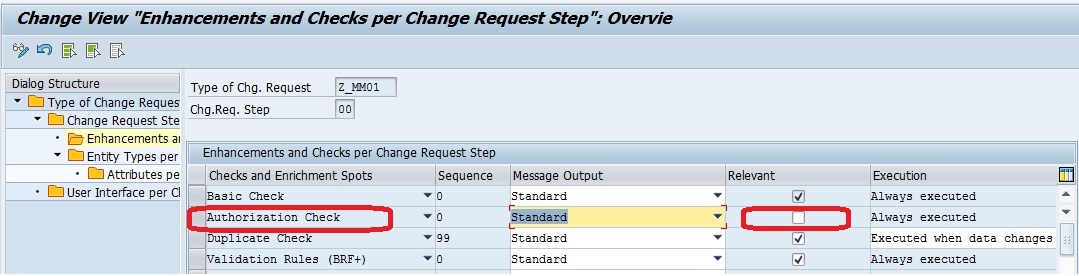 Change View "Enhancements and Checks per Change Request Step": Overvie
Dialog Structure
Type of Change Reques
Change Request Ste
Enhancements a
Entity Types per
Attributes pe
User Interface per Cl
Type of Chg. Request Z_MM01
Chg.Req. Step 00
Enhancements and Checks per Change Request Step
Checks and Enrichment Spots Sequence Message Output Relevant Execution
Basic Check 0 Standard Always executed
Authorization Check 0 Standard Always executed
Duplicate Check 99 Standard Executed when data changes
Validation Rules (BRF+) 0 Standard Always executed